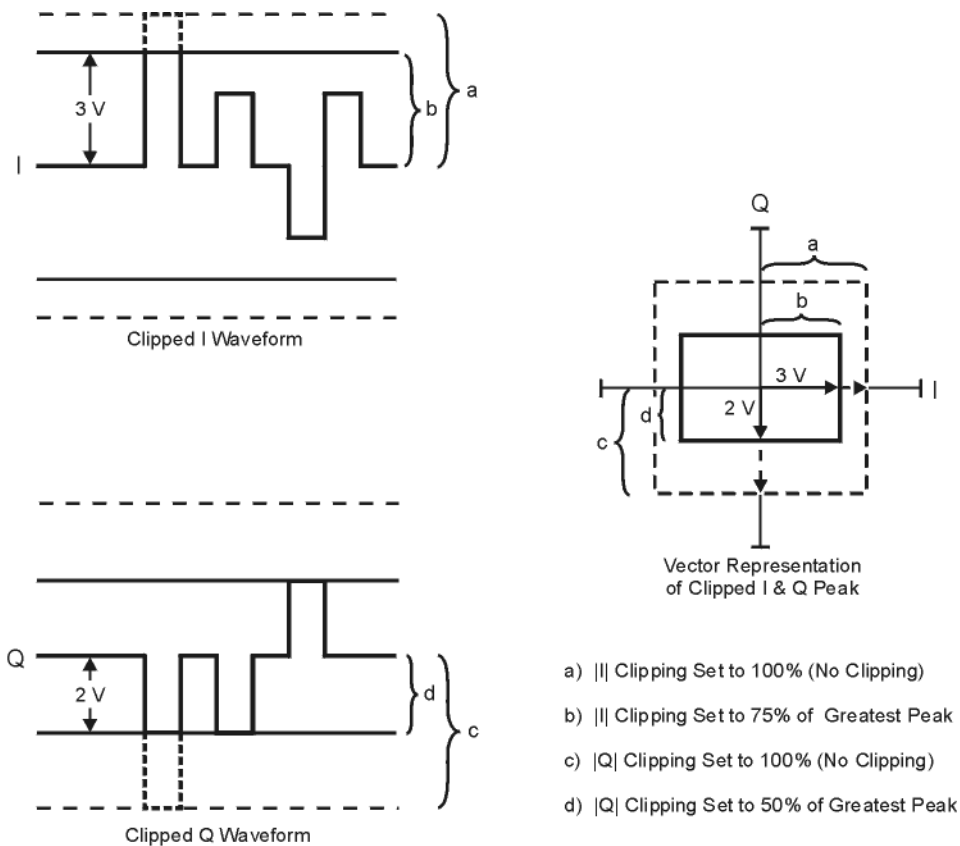 3 V
b
a
I
Clipped I Waveform
Q
a
b
3 V
I
2 V
d
c
Vector Representation
of Clipped I & Q Peak
Q
2 V
d
c
Clipped Q Waveform
a) |I| Clipping Set to 100% (No Clipping)
b) |I| Clipping Set to 75% of Greatest Peak
c) |Q| Clipping Set to 100% (No Clipping)
d) |Q| Clipping Set to 50% of Greatest Peak